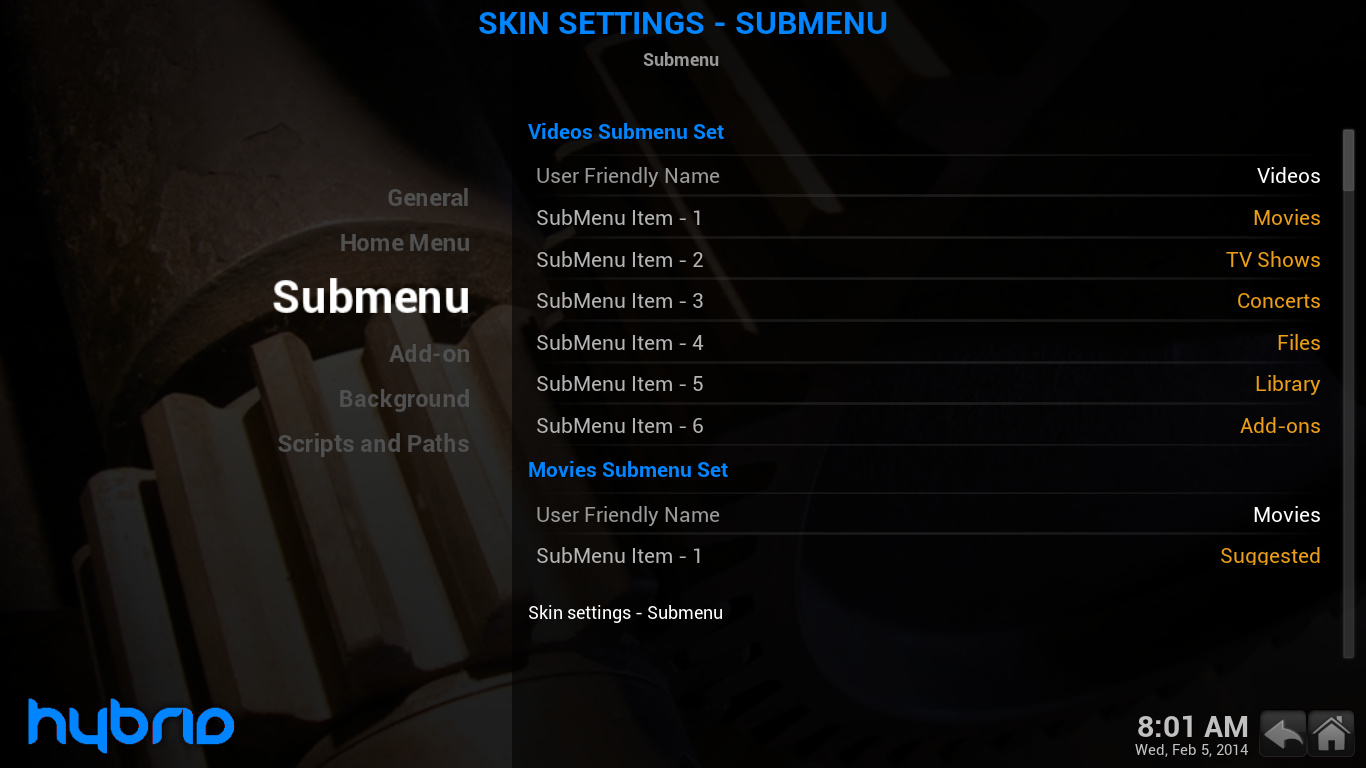 SKIN SETTINGS - SUBMENU
Submenu
General
Home Menu
Submenu
Add-on
Background
Scripts and Paths
Videos Submenu Set
User Friendly Name Videos
SubMenu Item - 1 Movies
SubMenu Item - 2 TV Shows
SubMenu Item - 3 Concerts
SubMenu Item - 4 Files
SubMenu Item - 5 Library
SubMenu Item - 6 Add-ons
Movies Submenu Set
User Friendly Name Movies
SubMenu Item - 1 Suggested
Skin settings - Submenu
hybrid
8:01 AM
Wed, Feb 5, 2014